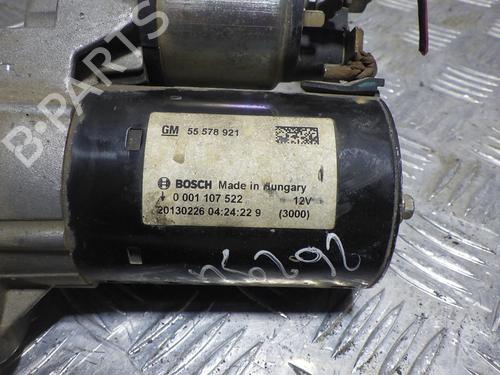 B-PARTS
GM 55 578 921
BOSCH Made in Hungary
0 001 107 522 12V
20130226 04:24:22 9 (3000)